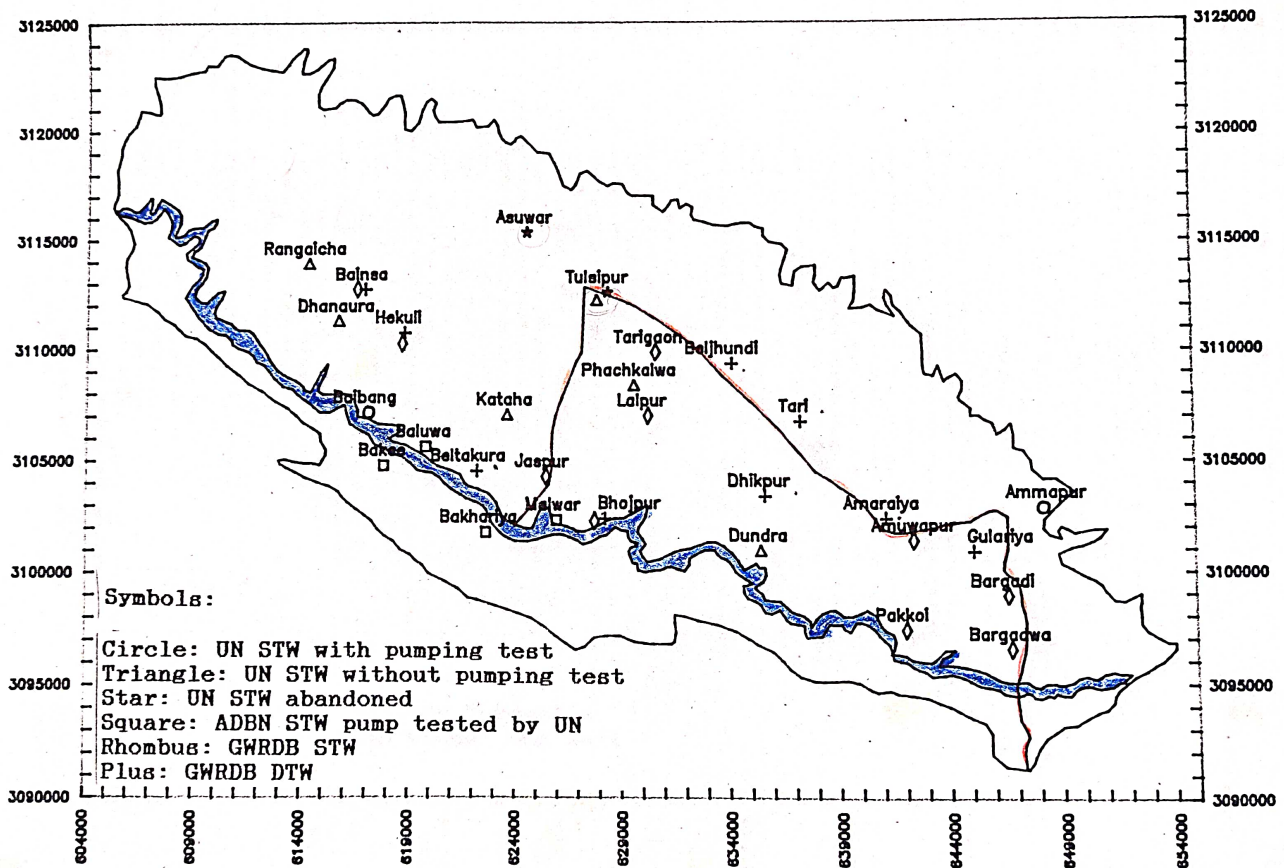 3125000
3125000
3120000
3120000
Asuwar
3115000
3115000
Rangaicha
Bainsa
Tulsipur
Dhanaura
Hekuli
Tarigaon
Beljhundi
3110000
3110000
Phachkalwa
Boibang
Kataha
Lalpur
Tari
Baluwa
Bakee
Beltakura
Jaspur
3105000
3105000
Dhikpur
Ammapur
Bakhariya
Malwar
Bhojpur
Amaraiya
Amuwapur
Dundra
Gulariya
3100000
3100000
Bargadi
Symbols:
Pakkoi
Bargadwa
Circle: UN STW with pumping test
Triangle: UN STW without pumping test
Star: UN STW abandoned
3095000
3095000
Square: ADBN STW pump tested by UN
Rhombus: GWRDB STW
Plus: GWRDB DTW
3090000
3090000
604000
609000
614000
619000
624000
629000
634000
639000
644000
649000
654000